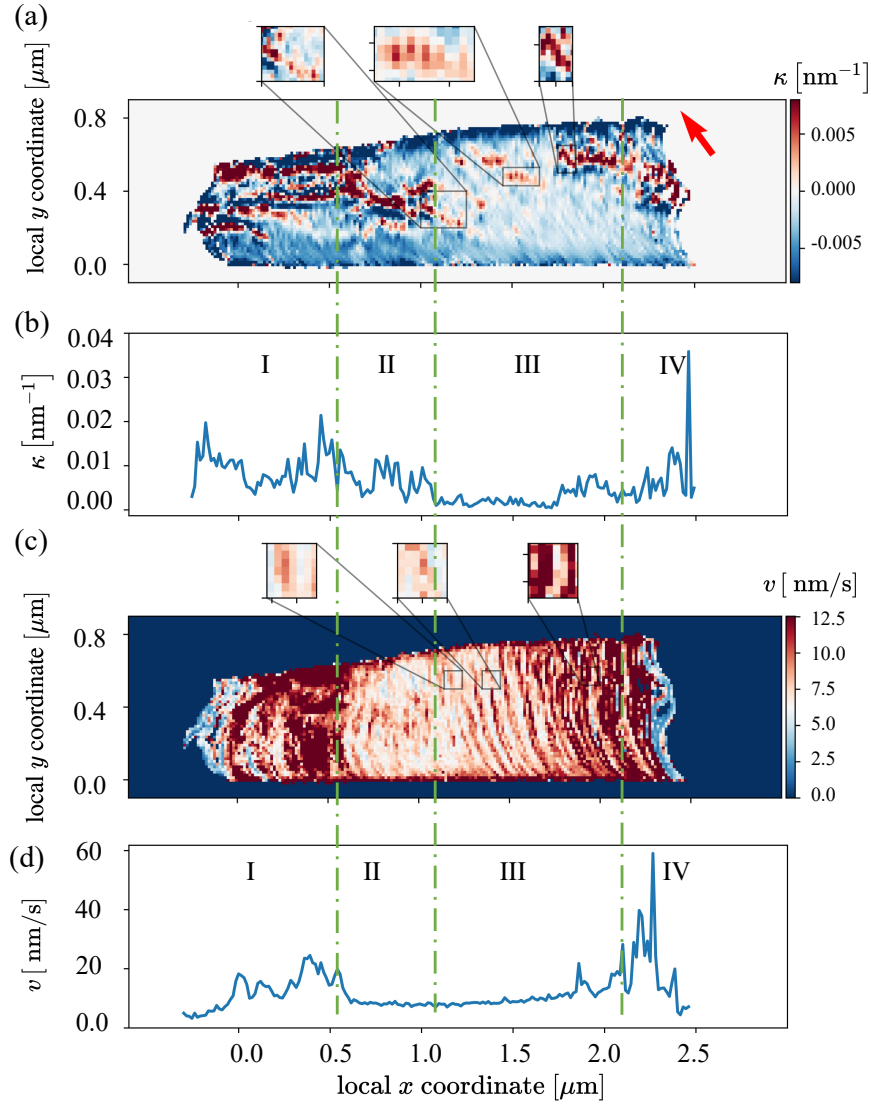 (a)
κ [nm⁻¹]
local y coordinate [μm]
0.8
0.4
0.0
0.005
0.000
-0.005
(b)
κ [nm⁻¹]
0.04
0.03
0.02
0.01
0.00
I II III IV
(c)
v [ nm/s]
local y coordinate [μm]
0.8
0.4
0.0
12.5
10.0
7.5
5.0
2.5
0.0
(d)
v [ nm/s]
60
40
20
0.0
I II III IV
0.0 0.5 1.0 1.5 2.0 2.5
local x coordinate [μm]